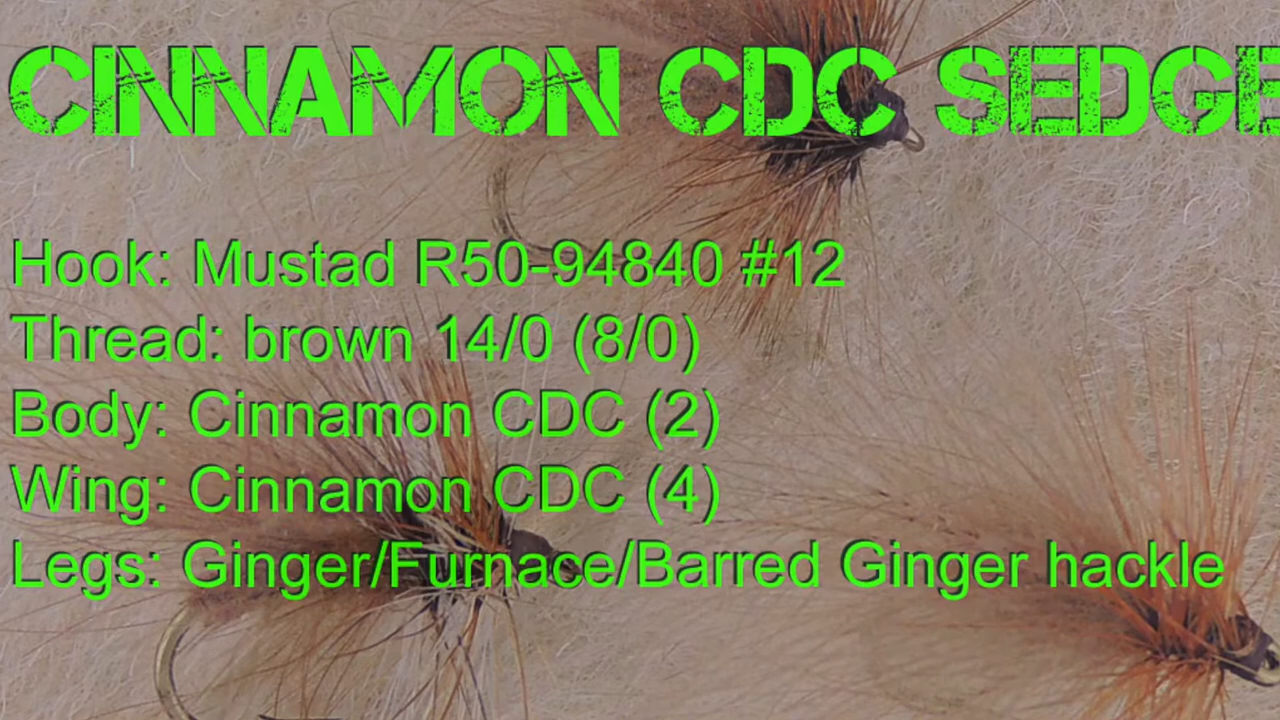 CINNAMON CDC SEDGE
Hook: Mustad R50-94840 #12
Thread: brown 14/0 (8/0)
Body: Cinnamon CDC (2)
Wing: Cinnamon CDC (4)
Legs: Ginger/Furnace/Barred Ginger hackle